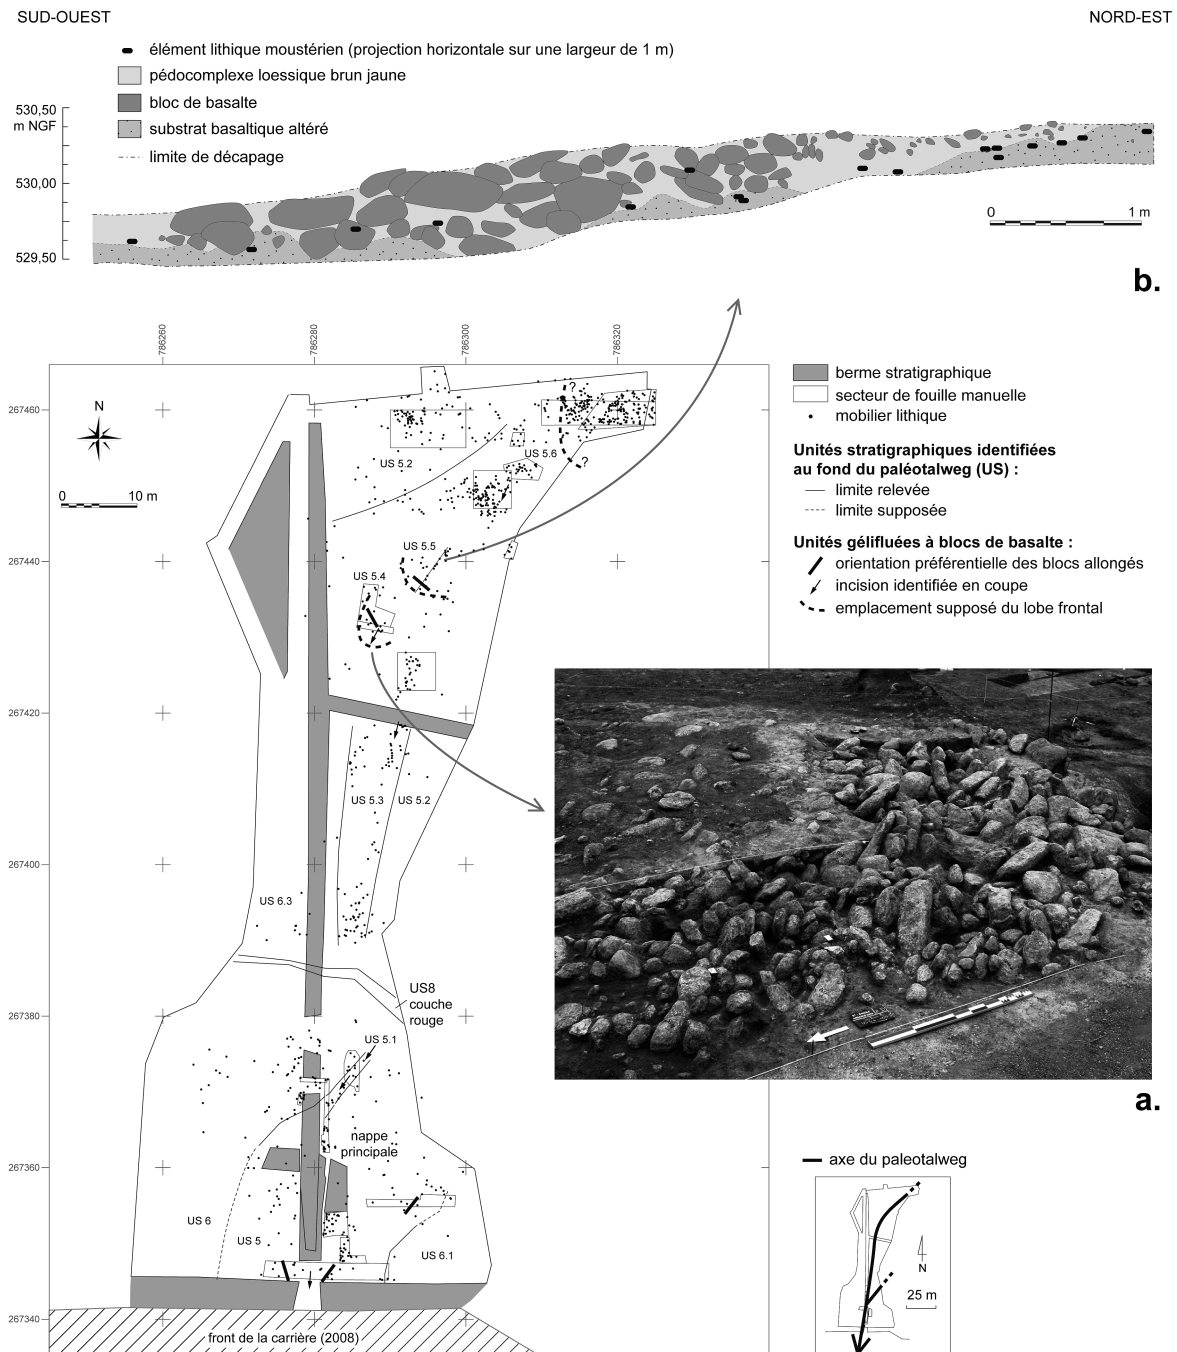 SUD-OUEST
NORD-EST
élément lithique moustérien (projection horizontale sur une largeur de 1 m)
pédocomplexe loessique brun jaune
bloc de basalte
substrat basaltique altéré
limite de décapage
530,50
m NGF
530,00
529,50
0 1 m
b.
786260
786280
786300
786320
267460
267440
267420
267400
267380
267360
267340
N
0 10 m
?
?
US 5.2
US 5.6
US 5.5
US 5.4
US 5.3
US 5.2
US 6.3
US8
couche
rouge
US 5.1
nappe
principale
US 6
US 5
US 6.1
front de la carrière (2008)
berme stratigraphique
secteur de fouille manuelle
mobilier lithique
Unités stratigraphiques identifiées
au fond du paléotalweg (US) :
limite relevée
limite supposée
Unités gélifluées à blocs de basalte :
orientation préférentielle des blocs allongés
incision identifiée en coupe
emplacement supposé du lobe frontal
a.
axe du paleotalweg
N
25 m